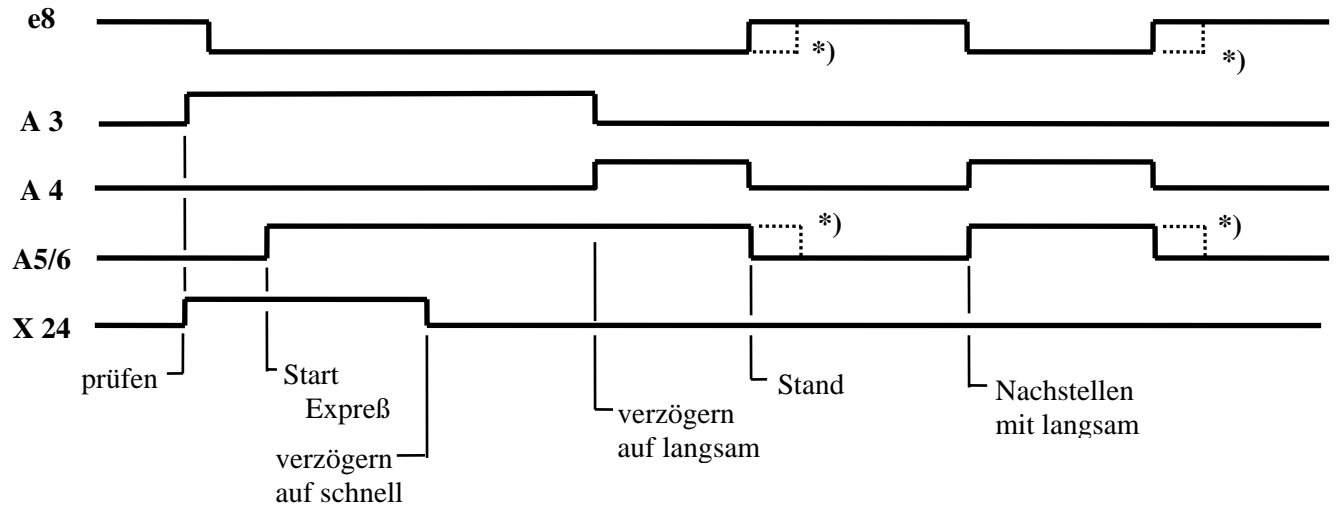 e8
*)
*)
A 3
A 4
*)
*)
A5/6
X 24
prüfen
Start
Expreß
Stand
Nachstellen
mit langsam
verzögern
auf langsam
verzögern
auf schnell